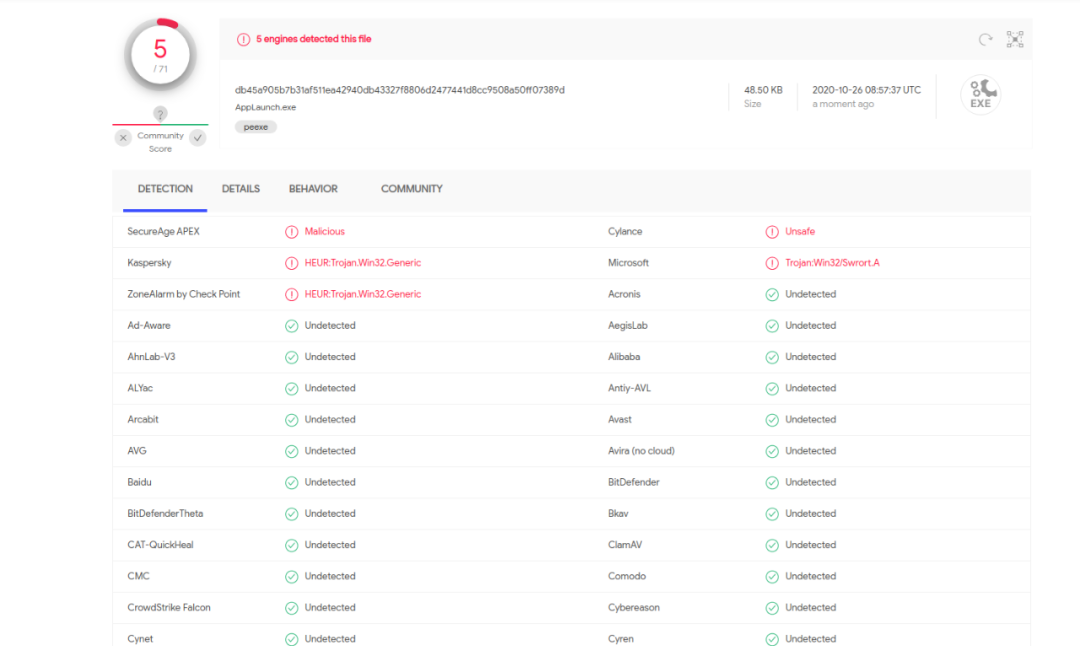 5
/ 71
5 engines detected this file
db45a905b7b31af511ea42940db43327f8806d2477441d8cc9508a50ff07389d
AppLaunch.exe
peexe
48.50 KB
Size
2020-10-26 08:57:37 UTC
a moment ago
EXE
?
Community
Score
DETECTION DETAILS BEHAVIOR COMMUNITY
SecureAge APEX Malicious Cylance Unsafe
Kaspersky HEUR:Trojan.Win32.Generic Microsoft Trojan:Win32/Swrort.A
ZoneAlarm by Check Point HEUR:Trojan.Win32.Generic Acronis Undetected
Ad-Aware Undetected AegisLab Undetected
AhnLab-V3 Undetected Alibaba Undetected
ALYac Undetected Antiy-AVL Undetected
Arcabit Undetected Avast Undetected
AVG Undetected Avira (no cloud) Undetected
Baidu Undetected BitDefender Undetected
BitDefenderTheta Undetected Bkav Undetected
CAT-QuickHeal Undetected ClamAV Undetected
CMC Undetected Comodo Undetected
CrowdStrike Falcon Undetected Cybereason Undetected
Cynet Undetected Cyren Undetected